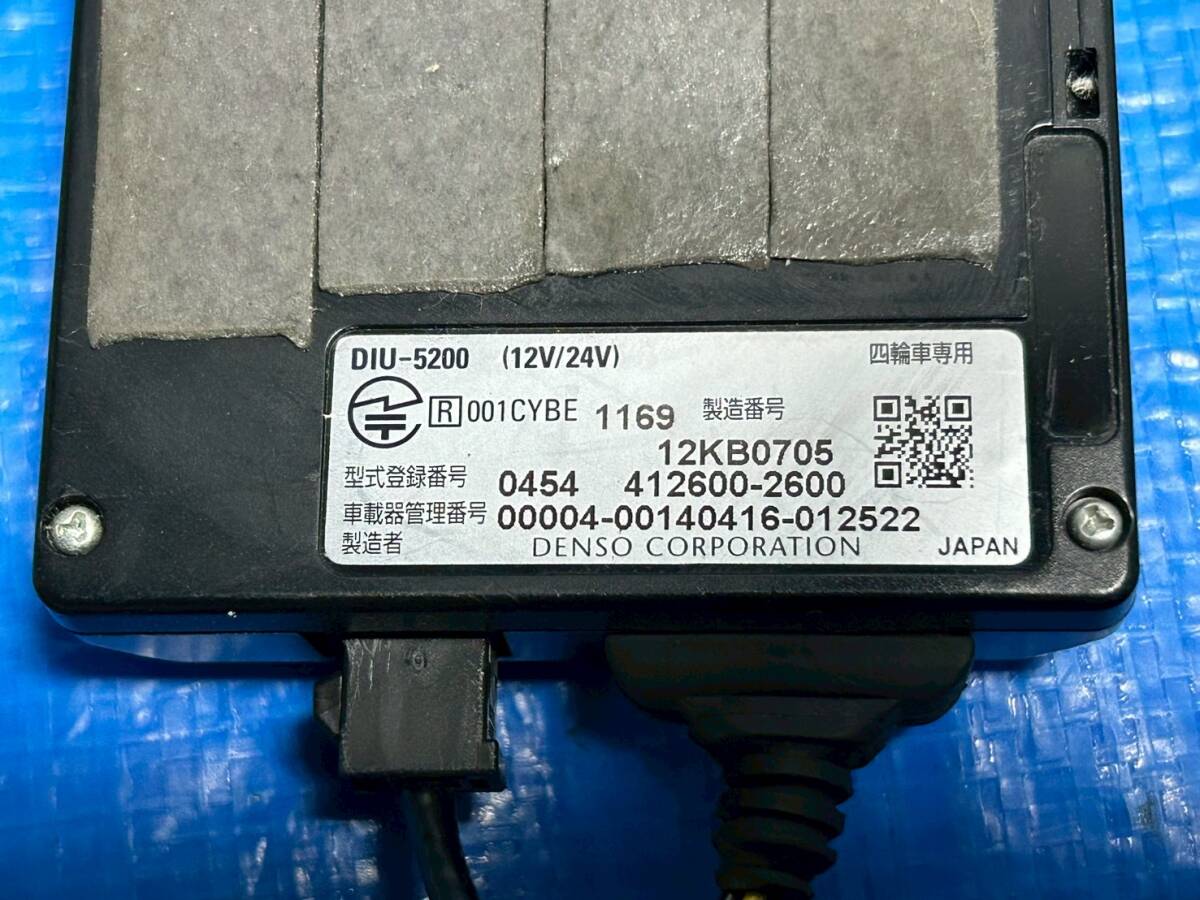 DIU-5200 (12V/24V) 四輪車専用
R 001CYBE 1169 製造番号
12KB0705
型式登録番号 0454 412600-2600
車載器管理番号 00004-00140416-012522
製造者 DENSO CORPORATION JAPAN